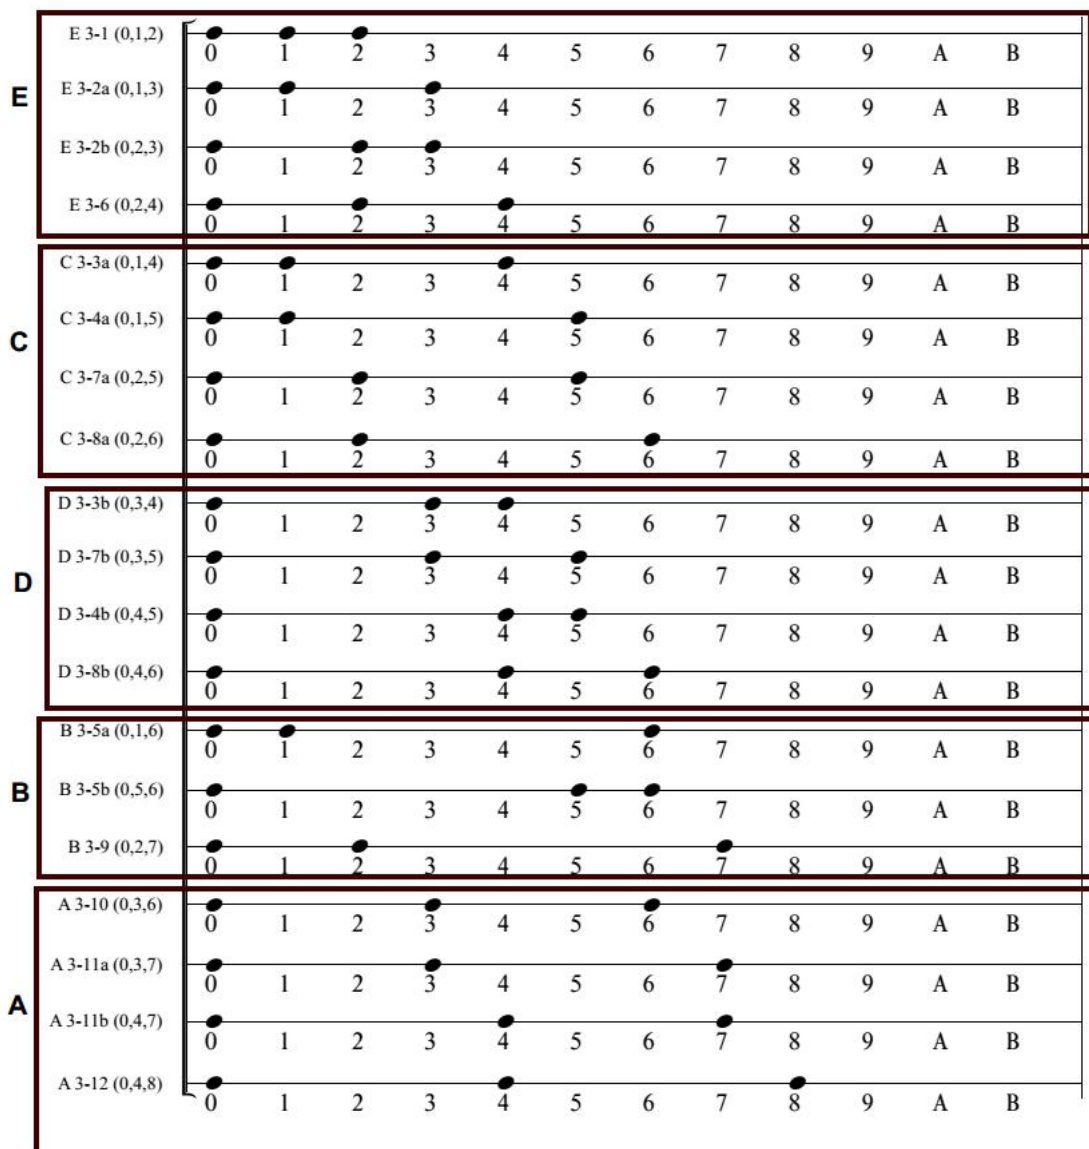 E 3-1 (0,1,2)
0 1 2 3 4 5 6 7 8 9 A B
E
E 3-2a (0,1,3)
0 1 2 3 4 5 6 7 8 9 A B
E 3-2b (0,2,3)
0 1 2 3 4 5 6 7 8 9 A B
E 3-6 (0,2,4)
0 1 2 3 4 5 6 7 8 9 A B
C 3-3a (0,1,4)
0 1 2 3 4 5 6 7 8 9 A B
C 3-4a (0,1,5)
0 1 2 3 4 5 6 7 8 9 A B
C
C 3-7a (0,2,5)
0 1 2 3 4 5 6 7 8 9 A B
C 3-8a (0,2,6)
0 1 2 3 4 5 6 7 8 9 A B
D 3-3b (0,3,4)
0 1 2 3 4 5 6 7 8 9 A B
D 3-7b (0,3,5)
0 1 2 3 4 5 6 7 8 9 A B
D
D 3-4b (0,4,5)
0 1 2 3 4 5 6 7 8 9 A B
D 3-8b (0,4,6)
0 1 2 3 4 5 6 7 8 9 A B
B 3-5a (0,1,6)
0 1 2 3 4 5 6 7 8 9 A B
B
B 3-5b (0,5,6)
0 1 2 3 4 5 6 7 8 9 A B
B 3-9 (0,2,7)
0 1 2 3 4 5 6 7 8 9 A B
A 3-10 (0,3,6)
0 1 2 3 4 5 6 7 8 9 A B
A 3-11a (0,3,7)
0 1 2 3 4 5 6 7 8 9 A B
A
A 3-11b (0,4,7)
0 1 2 3 4 5 6 7 8 9 A B
A 3-12 (0,4,8)
0 1 2 3 4 5 6 7 8 9 A B